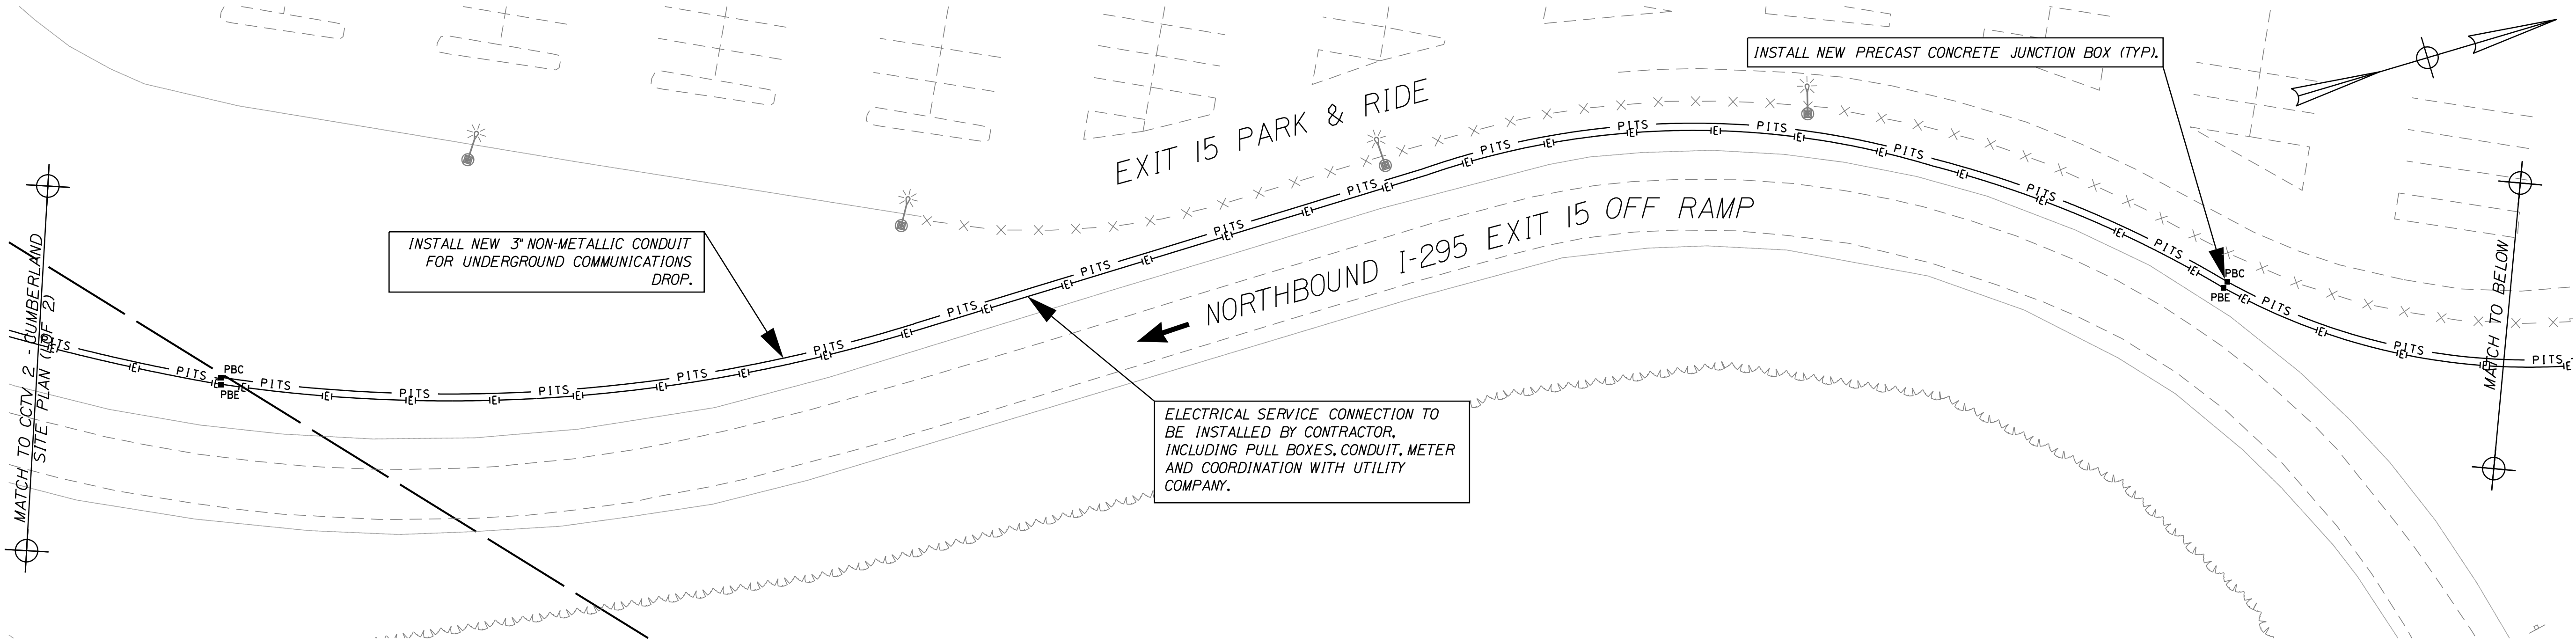 INSTALL NEW PRECAST CONCRETE JUNCTION BOX (TYP).
EXIT 15 PARK & RIDE
INSTALL NEW 3" NON-METALLIC CONDUIT
FOR UNDERGROUND COMMUNICATIONS
DROP.
NORTHBOUND I-295 EXIT 15 OFF RAMP
ELECTRICAL SERVICE CONNECTION TO
BE INSTALLED BY CONTRACTOR,
INCLUDING PULL BOXES, CONDUIT, METER
AND COORDINATION WITH UTILITY
COMPANY.
MATCH TO CCTV 2 - CUMBERLAND
SITE PLAN (1 OF 2)
MATCH TO BELOW
PBC
PBE
PBC
PBE
PITS
E
PITS
E
PITS
E
PITS
E
PITS
E
PITS
E
PITS
E
PITS
E
PITS
E
PITS
E
PITS
E
PITS
E
PITS
E
PITS
E
PITS
E
PITS
E
PITS
E
PITS
E